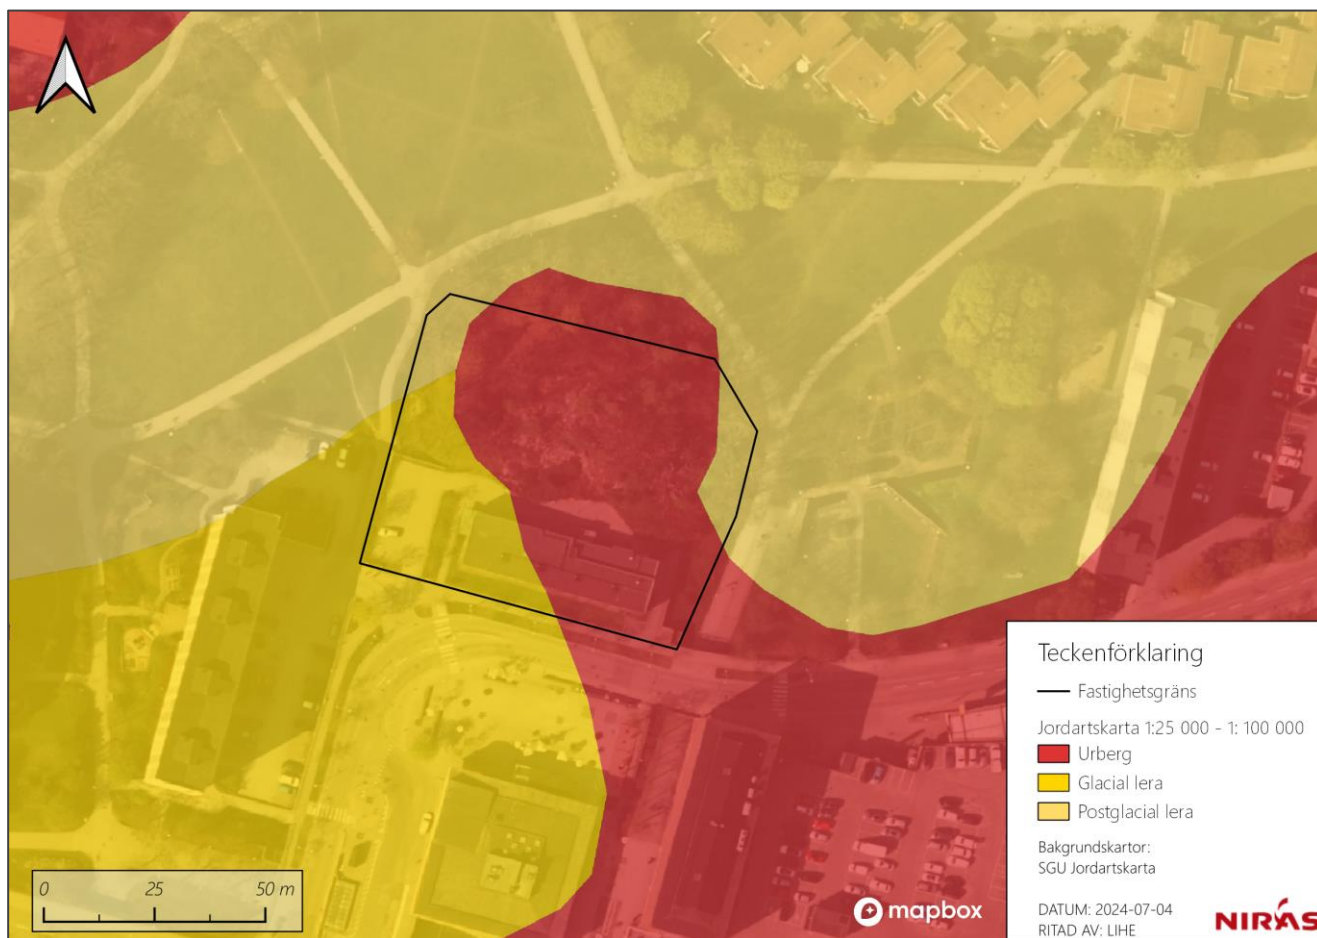 Teckenförklaring
Fastighetsgräns
Jordartskarta 1:25 000 - 1: 100 000
Urberg
Glacial lera
Postglacial lera
Bakgrundskartor:
SGU Jordartskarta
DATUM: 2024-07-04
RITAD AV: LIHE
NIRAS
0 25 50 m
mapbox